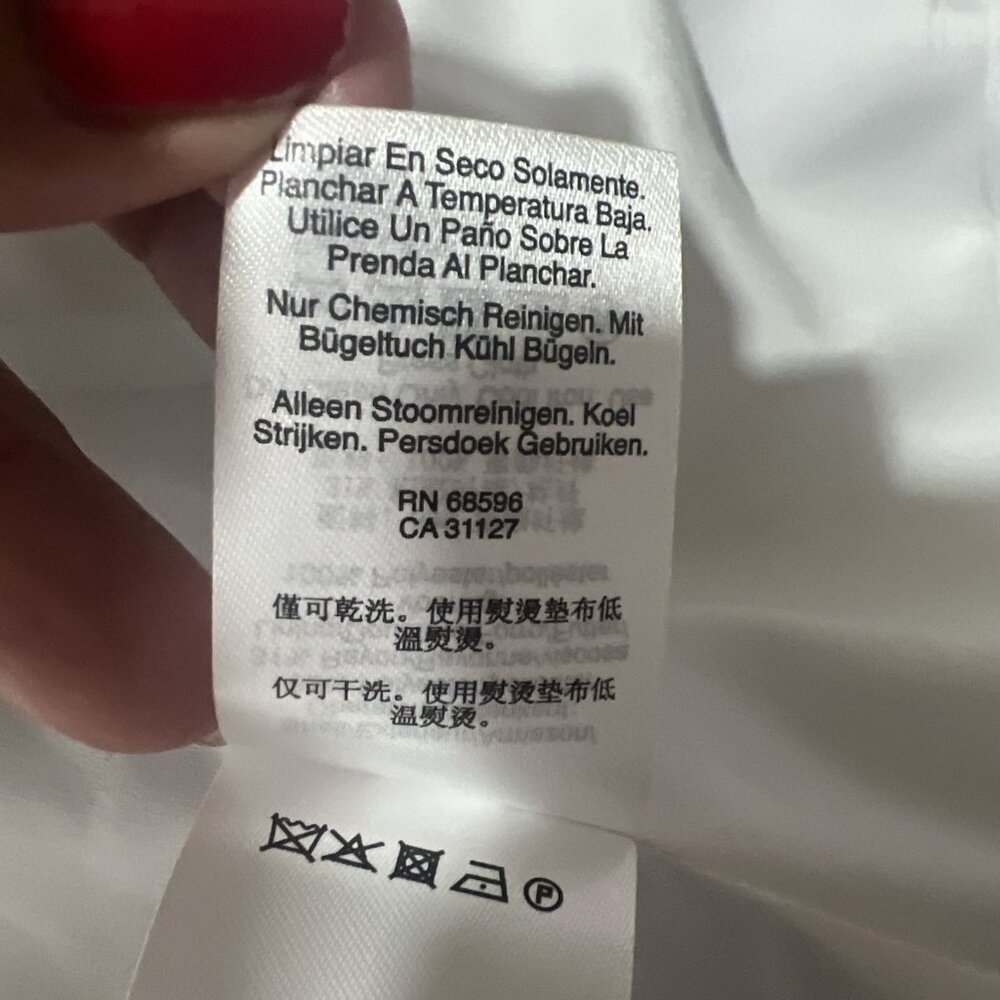 Limpiar En Seco Solamente.
Planchar A Temperatura Baja.
Utilice Un Paño Sobre La
Prenda Al Planchar.
Nur Chemisch Reinigen. Mit
Bügeltuch Kühl Bügeln.
Alleen Stoomreinigen. Koel
Strijken. Persdoek Gebruiken.
RN 68596
CA 31127
僅可乾洗。使用熨燙墊布低
溫熨燙。
仅可干洗。使用熨烫垫布低
温熨烫。
P